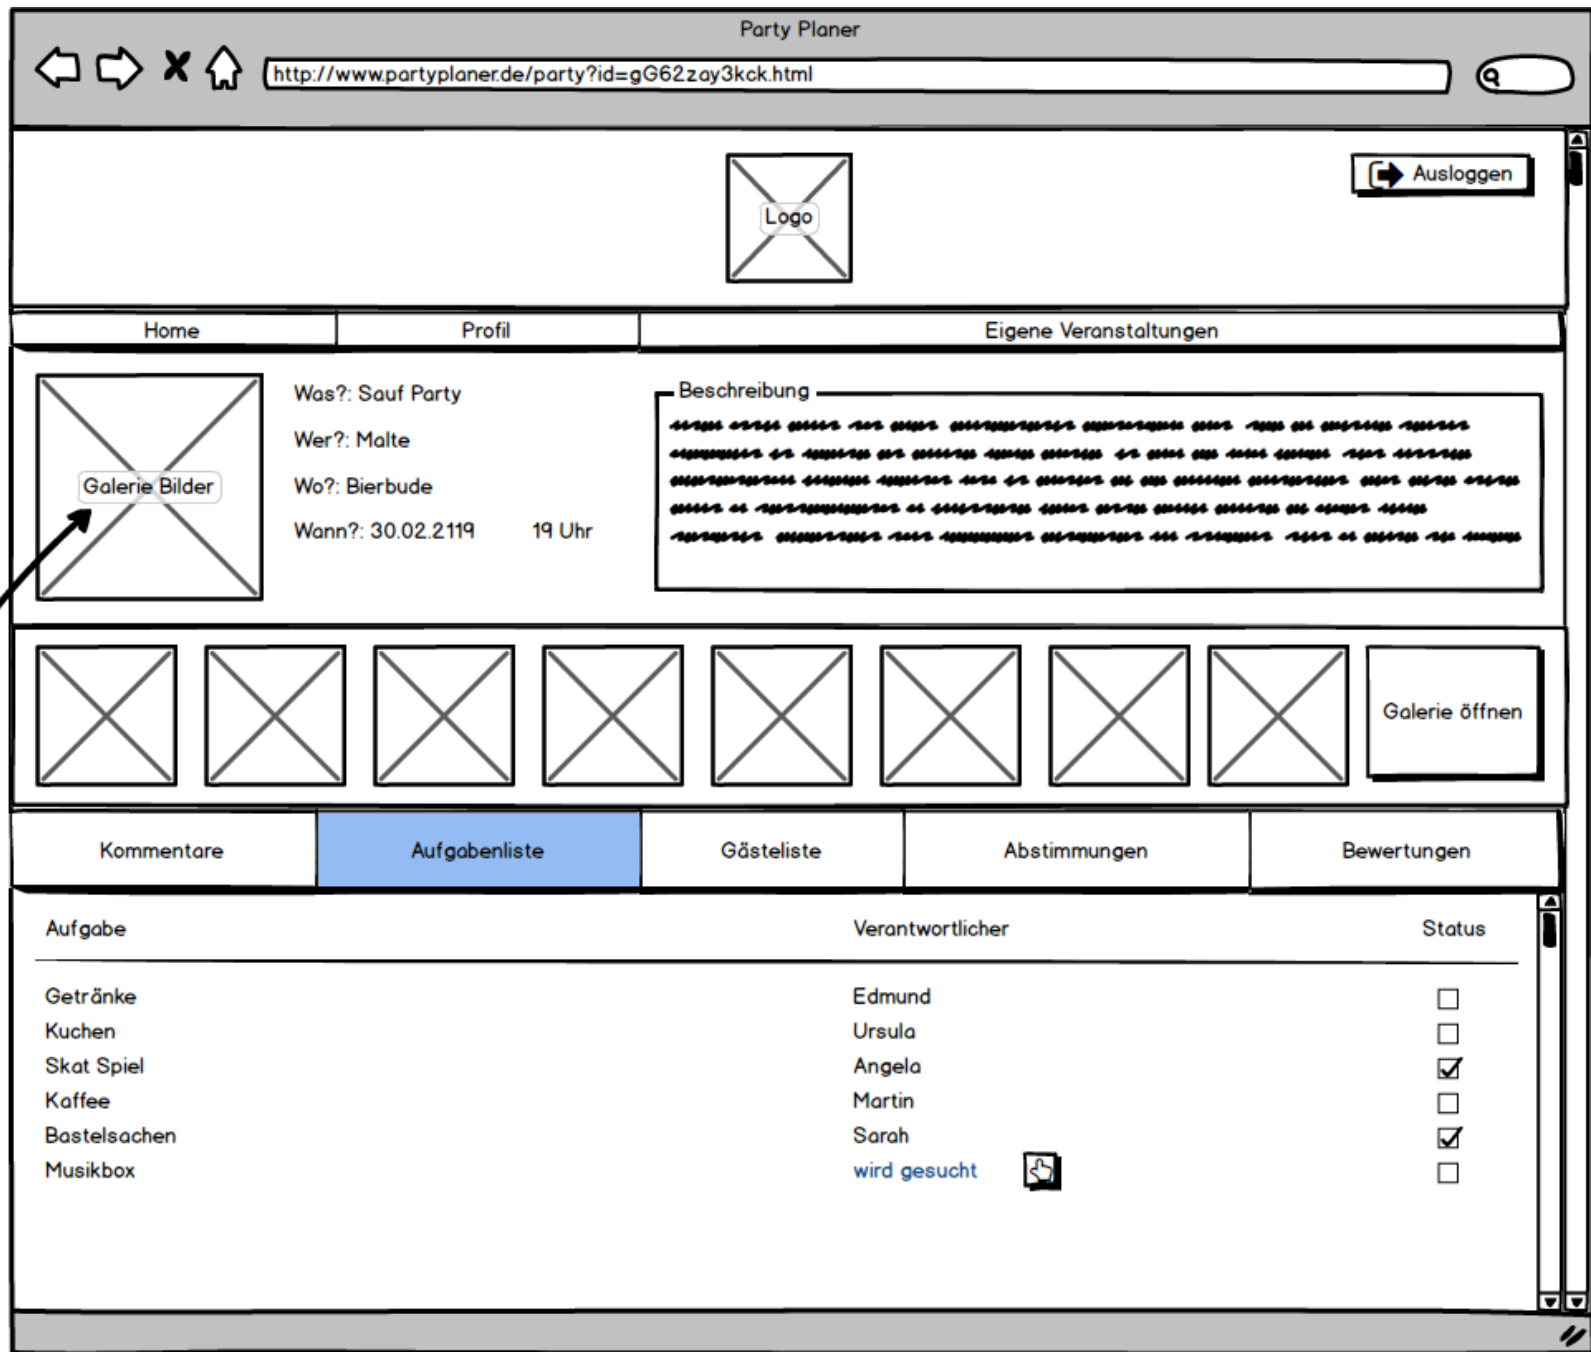 Party Planer
http://www.partyplaner.de/party?id=gG62zay3kck.html
Ausloggen
Logo
Home Profil Eigene Veranstaltungen
Galerie Bilder
Was?: Sauf Party
Wer?: Malte
Wo?: Bierbude
Wann?: 30.02.2119 19 Uhr
Beschreibung
Galerie öffnen
Kommentare Aufgabenliste Gästeliste Abstimmungen Bewertungen
Aufgabe Verantwortlicher Status
Getränke Edmund
Kuchen Ursula
Skat Spiel Angela
Kaffee Martin
Bastelsachen Sarah
Musikbox wird gesucht